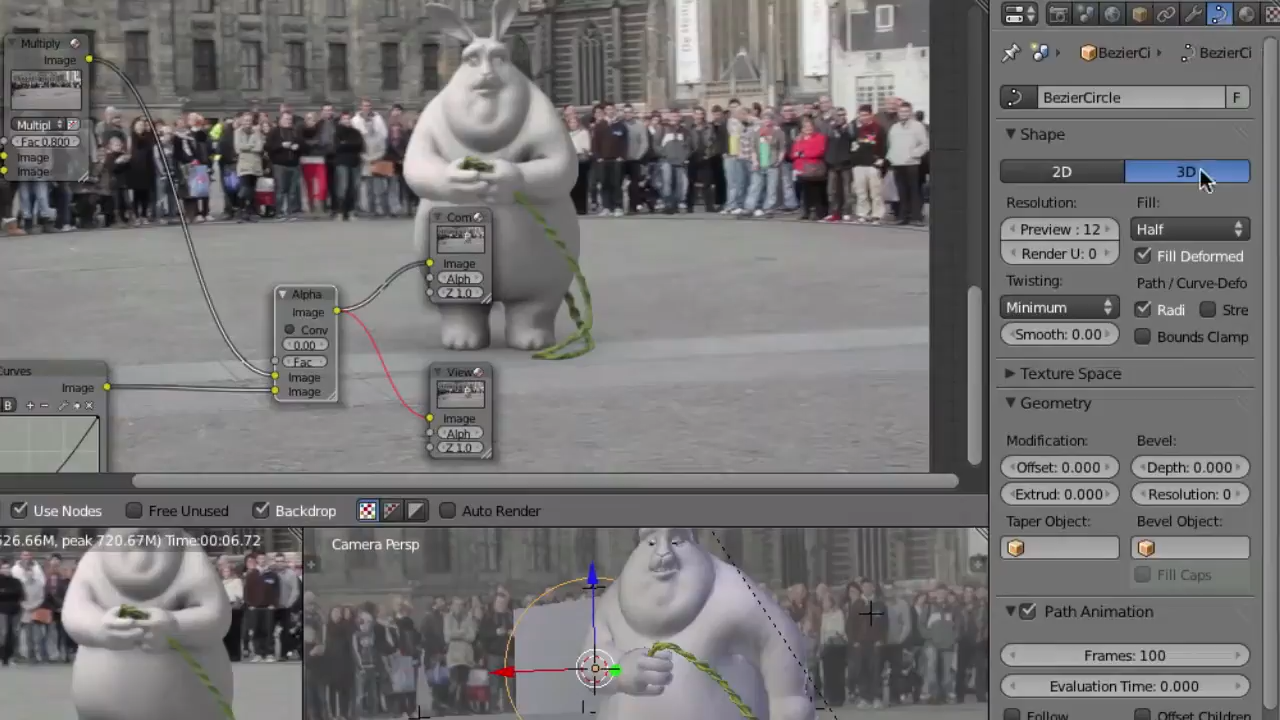 Multiply
Image
Multipl
Fac 0.800
Image
Image
Curves
Image
B
Alpha
Image
Conv
0.00
Fac
Image
Image
Com
Image
Alph
Z 1.0
View
Image
Alph
Z 1.0
Use Nodes
Free Unused
Backdrop
Auto Render
526.66M, peak 720.67M) Time:00:06.72
Camera Persp
BezierCi
BezierCi
BezierCircle
F
Shape
2D
3D
Resolution:
Fill:
Preview : 12
Half
Render U: 0
Fill Deformed
Twisting:
Path / Curve-Defo
Minimum
Radi
Stre
Smooth: 0.00
Bounds Clamp
Texture Space
Geometry
Modification:
Bevel:
Offset: 0.000
Depth: 0.000
Extrud: 0.000
Resolution: 0
Taper Object:
Bevel Object:
Fill Caps
Path Animation
Frames: 100
Evaluation Time: 0.000
Follow
Offset Children